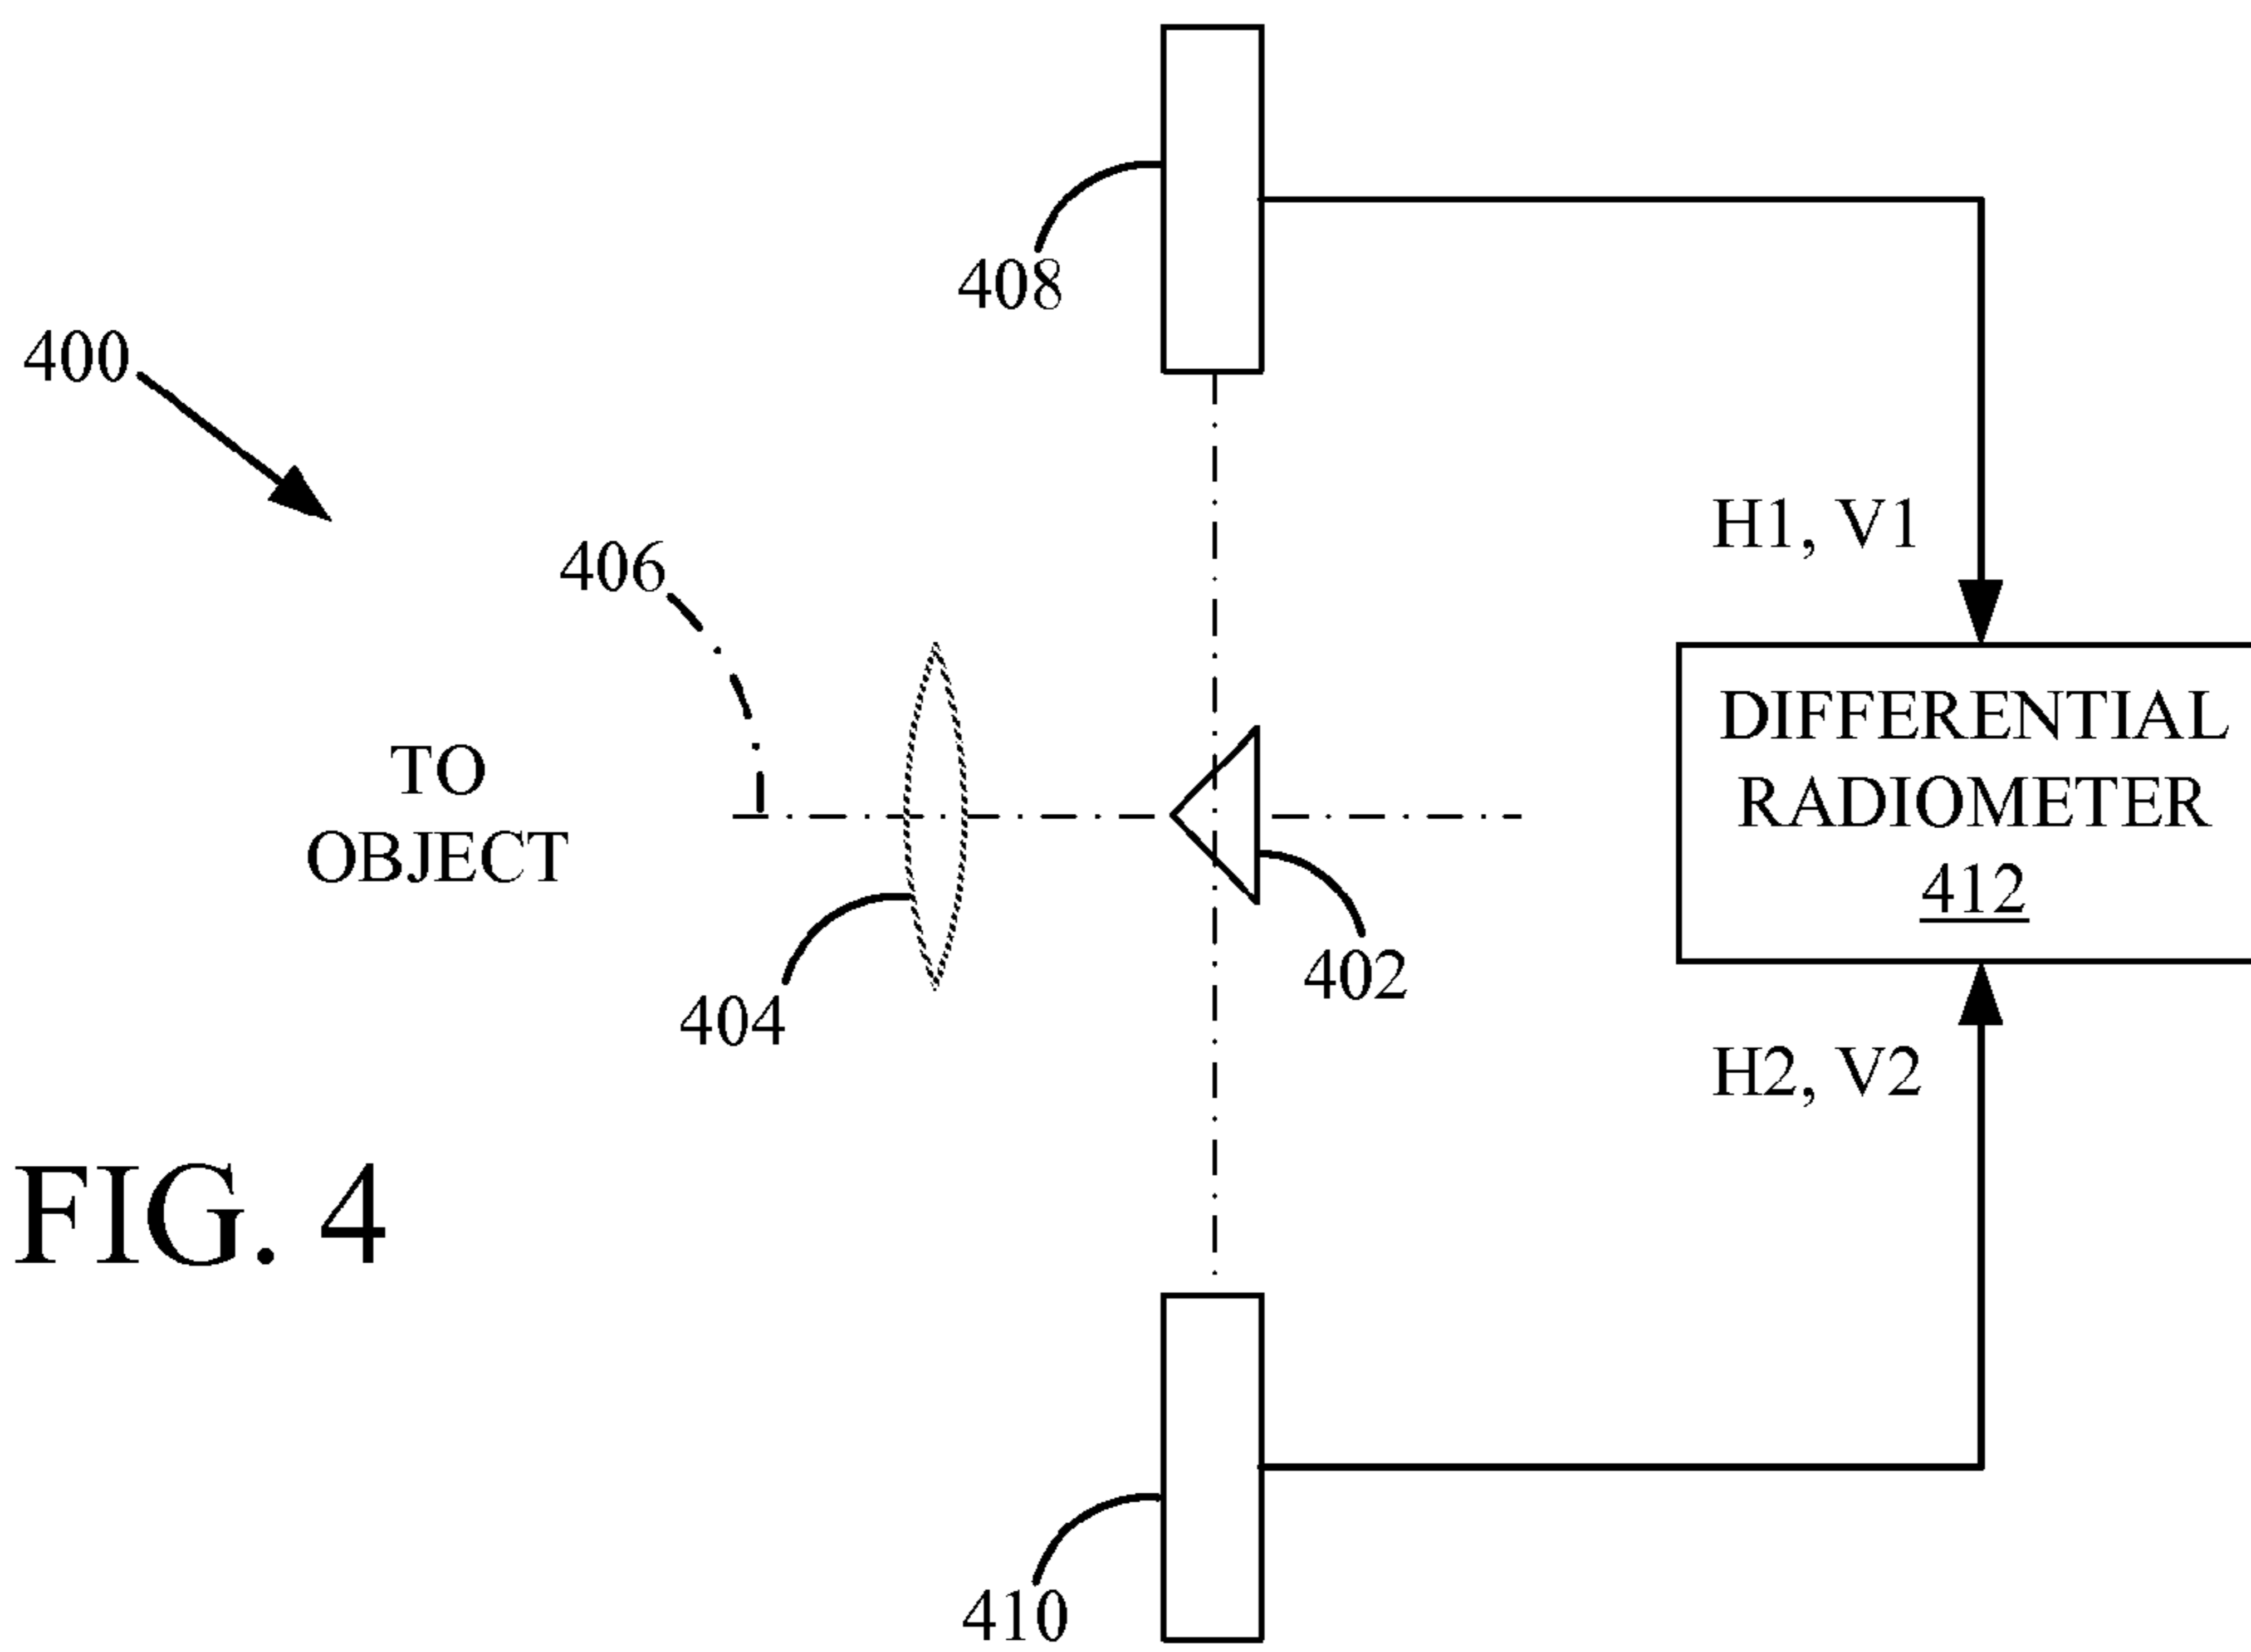 408
400
H1, V1
406
DIFFERENTIAL
RADIOMETER
412
TO
OBJECT
402
404
H2, V2
FIG. 4
410